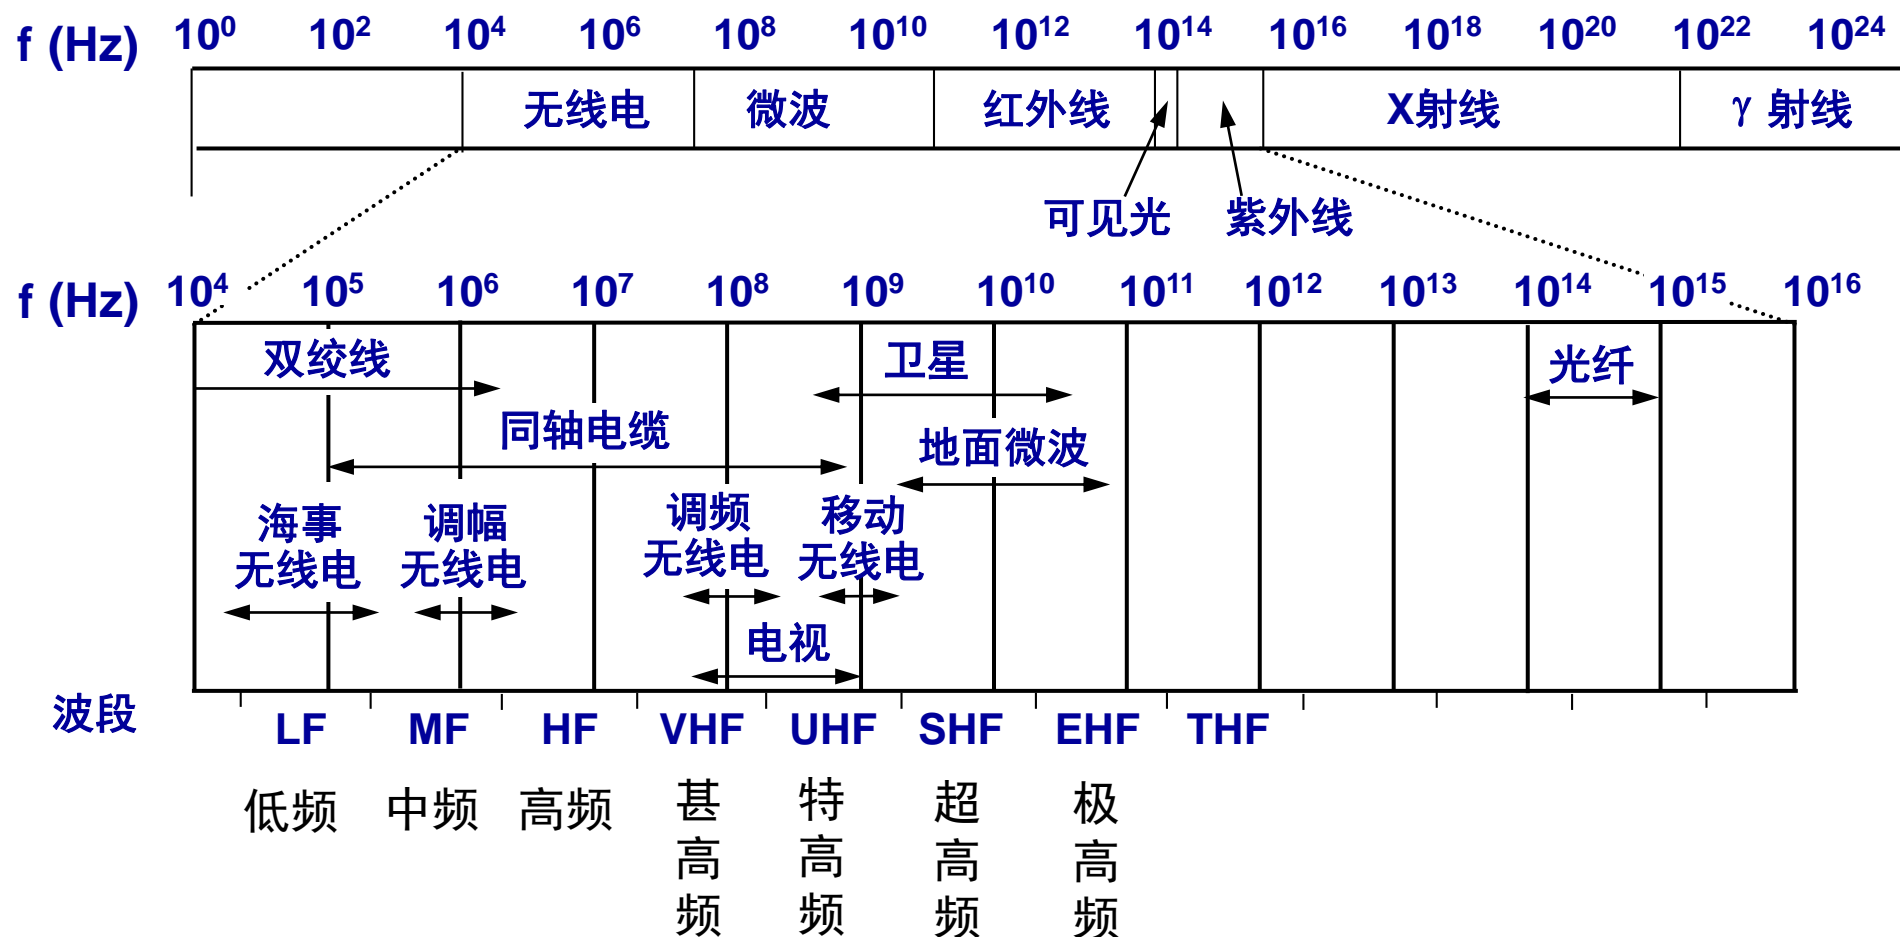 f (Hz) 10⁰ 10² 10⁴ 10⁶ 10⁸ 10¹⁰ 10¹² 10¹⁴ 10¹⁶ 10¹⁸ 10²⁰ 10²² 10²⁴
无线电 微波 红外线 X射线 γ 射线
可见光 紫外线
f (Hz) 10⁴ 10⁵ 10⁶ 10⁷ 10⁸ 10⁹ 10¹⁰ 10¹¹ 10¹² 10¹³ 10¹⁴ 10¹⁵ 10¹⁶
双绞线 卫星 光纤
同轴电缆 地面微波
海事 调幅 调频 移动
无线电 无线电 无线电 无线电
电视
波段 LF MF HF VHF UHF SHF EHF THF
低频 中频 高频 甚高频 特高频 超高频 极高频